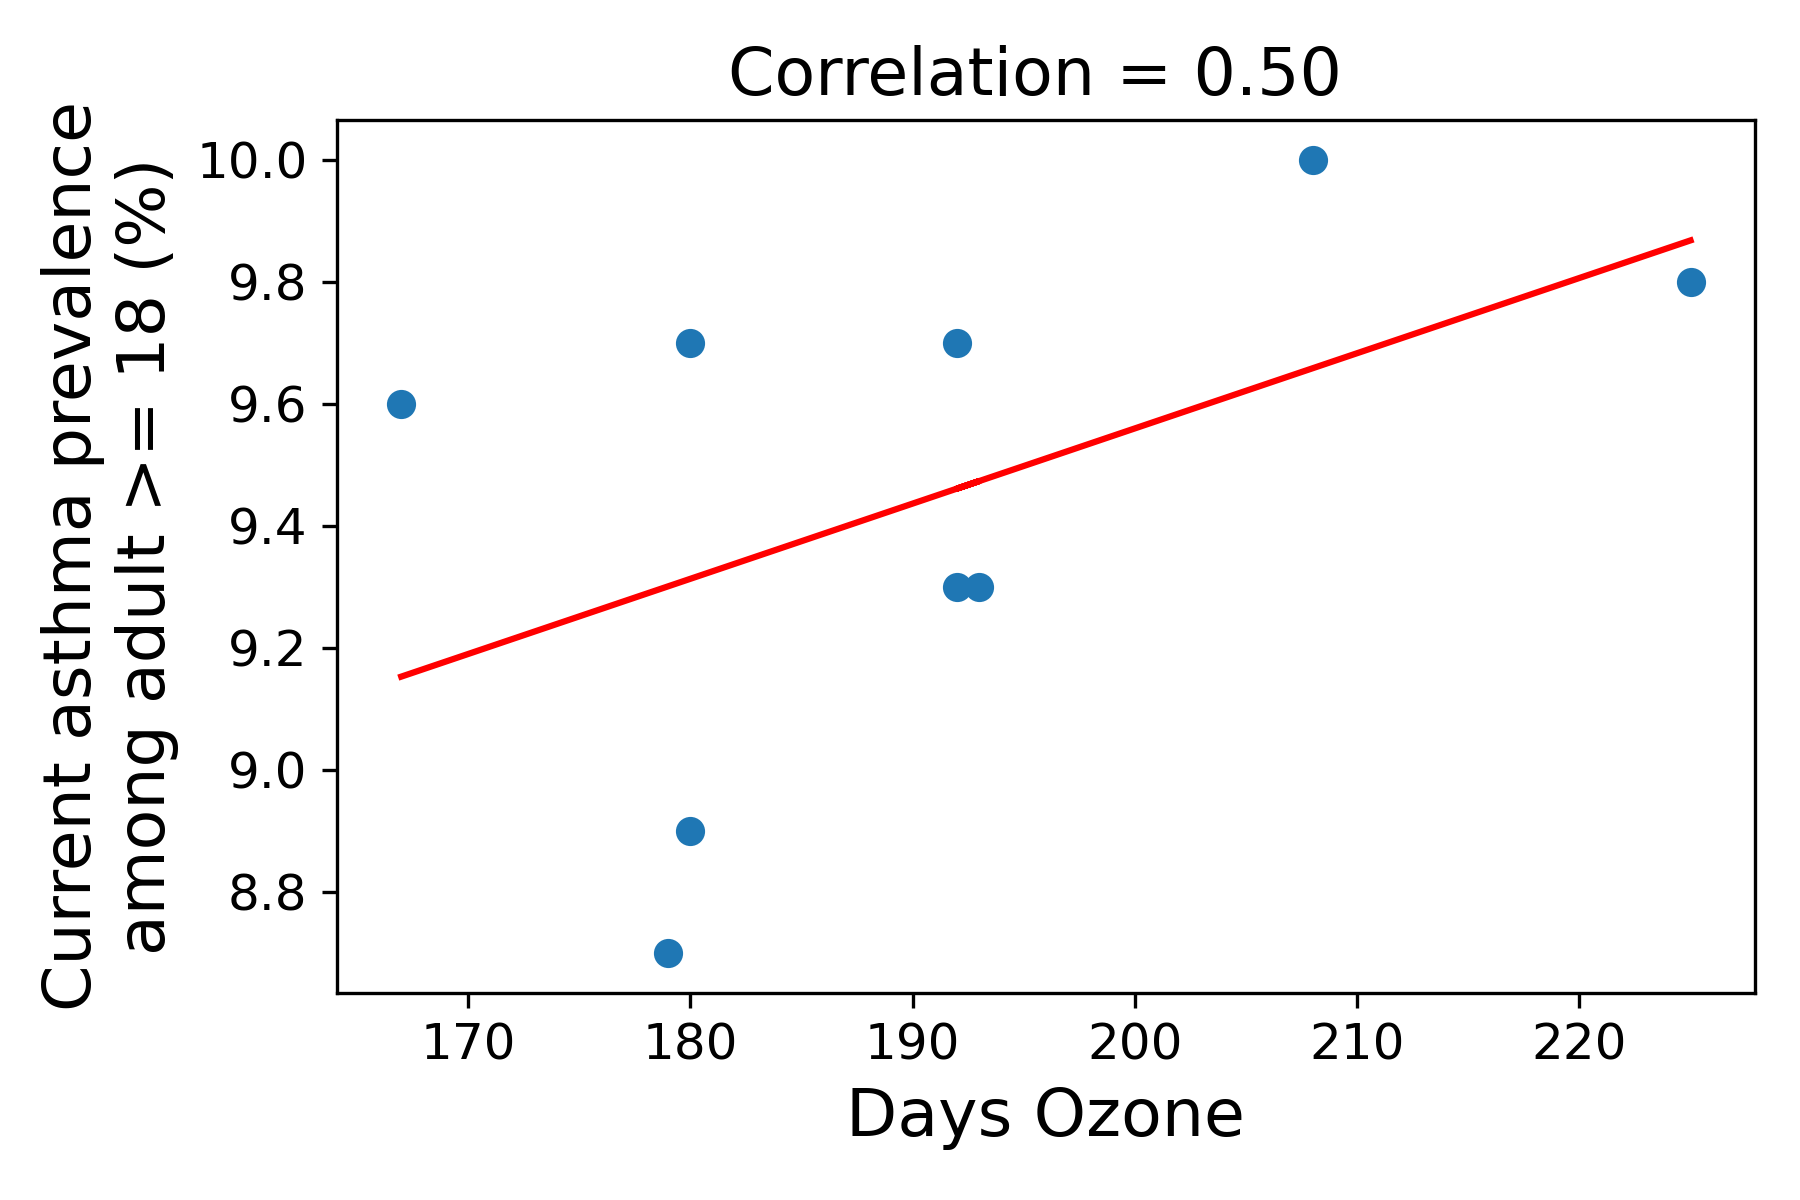 Correlation = 0.50
Current asthma prevalence
among adult >= 18 (%)
10.0
9.8
9.6
9.4
9.2
9.0
8.8
170 180 190 200 210 220
Days Ozone